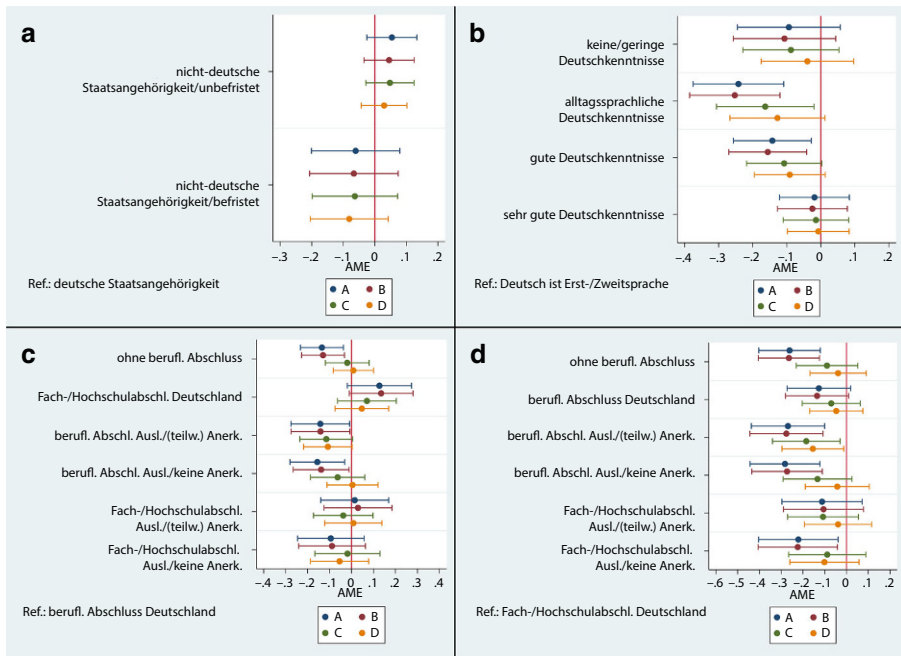 a
nicht-deutsche
Staatsangehörigkeit/unbefristet
nicht-deutsche
Staatsangehörigkeit/befristet
-.3 -.2 -.1 0 .1 .2
AME
Ref.: deutsche Staatsangehörigkeit
A B
C D
b
keine/geringe
Deutschkenntnisse
alltagssprachliche
Deutschkenntnisse
gute Deutschkenntnisse
sehr gute Deutschkenntnisse
-.4 -.3 -.2 -.1 0 .1 .2
AME
Ref.: Deutsch ist Erst-/Zweitsprache
A B
C D
c
ohne berufl. Abschluss
Fach-/Hochschulabschl. Deutschland
berufl. Abschl. Ausl./(teilw.) Anerk.
berufl. Abschl. Ausl./keine Anerk.
Fach-/Hochschulabschl.
Ausl./(teilw.) Anerk.
Fach-/Hochschulabschl.
Ausl./keine Anerk.
-.4 -.3 -.2 -.1 0 .1 .2 .3 .4
AME
Ref.: berufl. Abschluss Deutschland
A B
C D
d
ohne berufl. Abschluss
berufl. Abschluss Deutschland
berufl. Abschl. Ausl./(teilw.) Anerk.
berufl. Abschl. Ausl./keine Anerk.
Fach-/Hochschulabschl.
Ausl./(teilw.) Anerk.
Fach-/Hochschulabschl.
Ausl./keine Anerk.
-.6 -.5 -.4 -.3 -.2 -.1 0 .1 .2
AME
Ref.: Fach-/Hochschulabschl. Deutschland
A B
C D